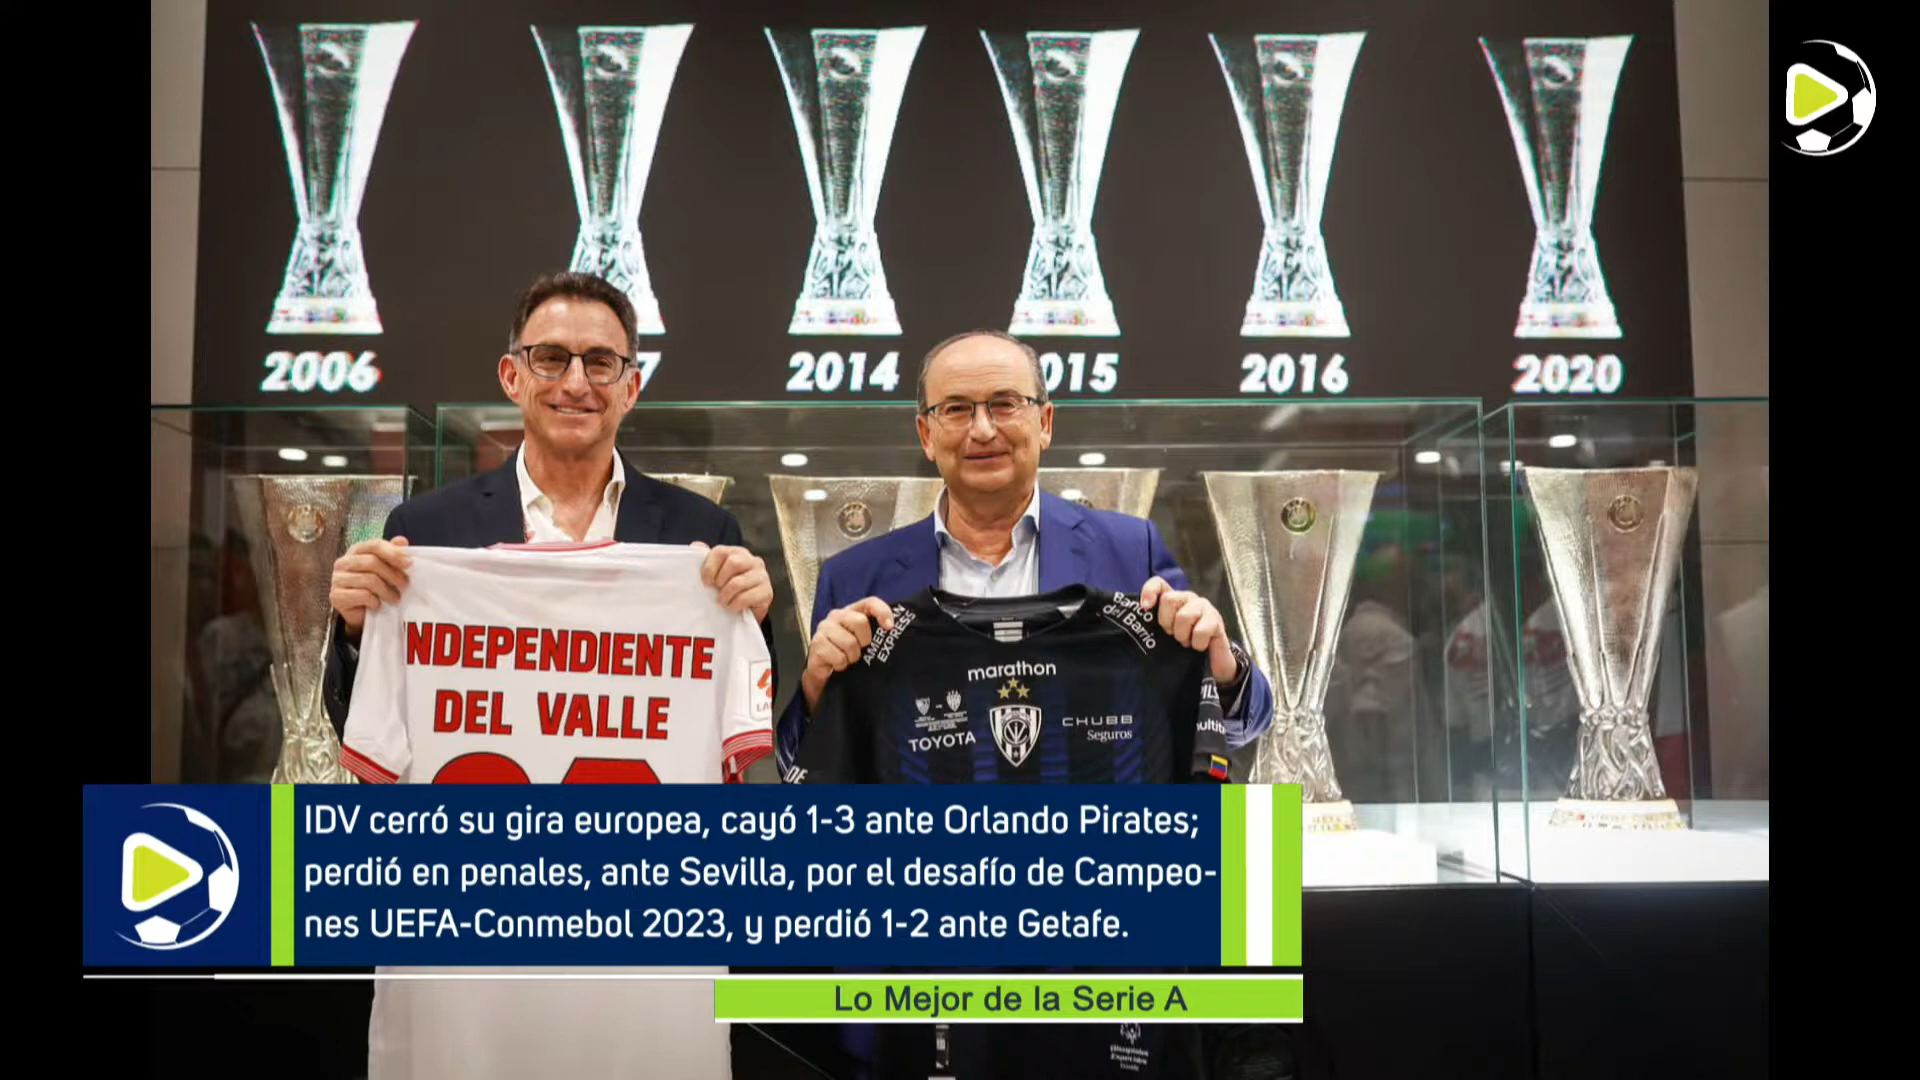 2006
7
2014
015
2016
2020
INDEPENDIENTE
DEL VALLE
AMERICAN
EXPRESS
Banco
del Barrio
marathon
TOYOTA
CHUBB
Seguros
IDV cerró su gira europea, cayó 1-3 ante Orlando Pirates;
perdió en penales, ante Sevilla, por el desafío de Campeo-
nes UEFA-Conmebol 2023, y perdió 1-2 ante Getafe.
Lo Mejor de la Serie A